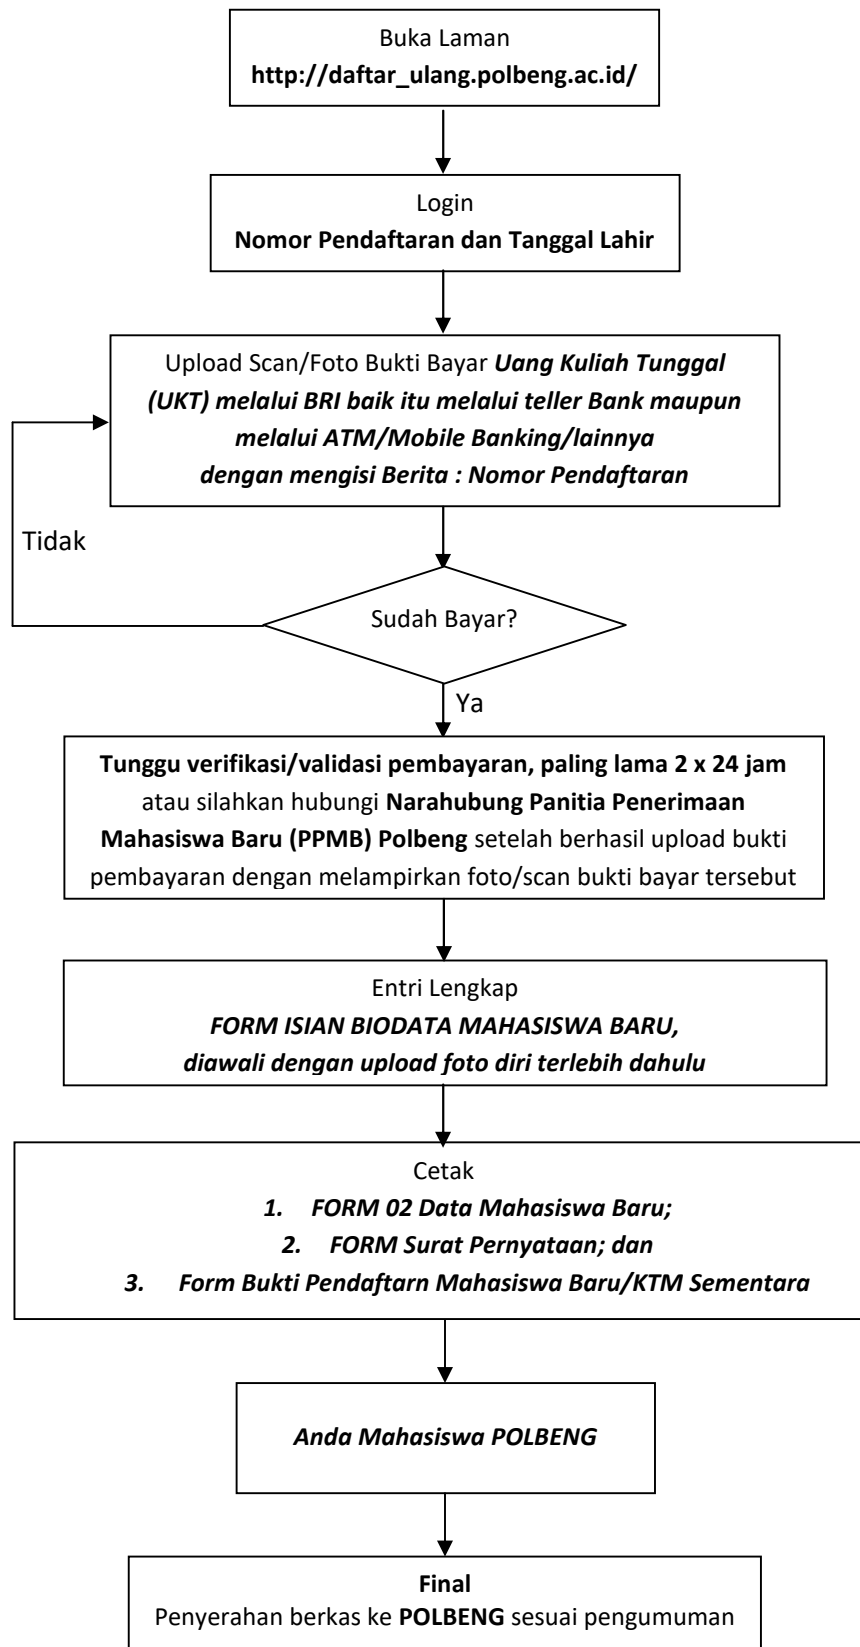 Buka Laman
http://daftar_ulang.polbeng.ac.id/
Login
Nomor Pendaftaran dan Tanggal Lahir
Upload Scan/Foto Bukti Bayar Uang Kuliah Tunggal
(UKT) melalui BRI baik itu melalui teller Bank maupun
melalui ATM/Mobile Banking/lainnya
dengan mengisi Berita : Nomor Pendaftaran
Tidak
Sudah Bayar?
Ya
Tunggu verifikasi/validasi pembayaran, paling lama 2 x 24 jam
atau silahkan hubungi Narahubung Panitia Penerimaan
Mahasiswa Baru (PPMB) Polbeng setelah berhasil upload bukti
pembayaran dengan melampirkan foto/scan bukti bayar tersebut
Entri Lengkap
FORM ISIAN BIODATA MAHASISWA BARU,
diawali dengan upload foto diri terlebih dahulu
Cetak
1. FORM 02 Data Mahasiswa Baru;
2. FORM Surat Pernyataan; dan
3. Form Bukti Pendaftarn Mahasiswa Baru/KTM Sementara
Anda Mahasiswa POLBENG
Final
Penyerahan berkas ke POLBENG sesuai pengumuman